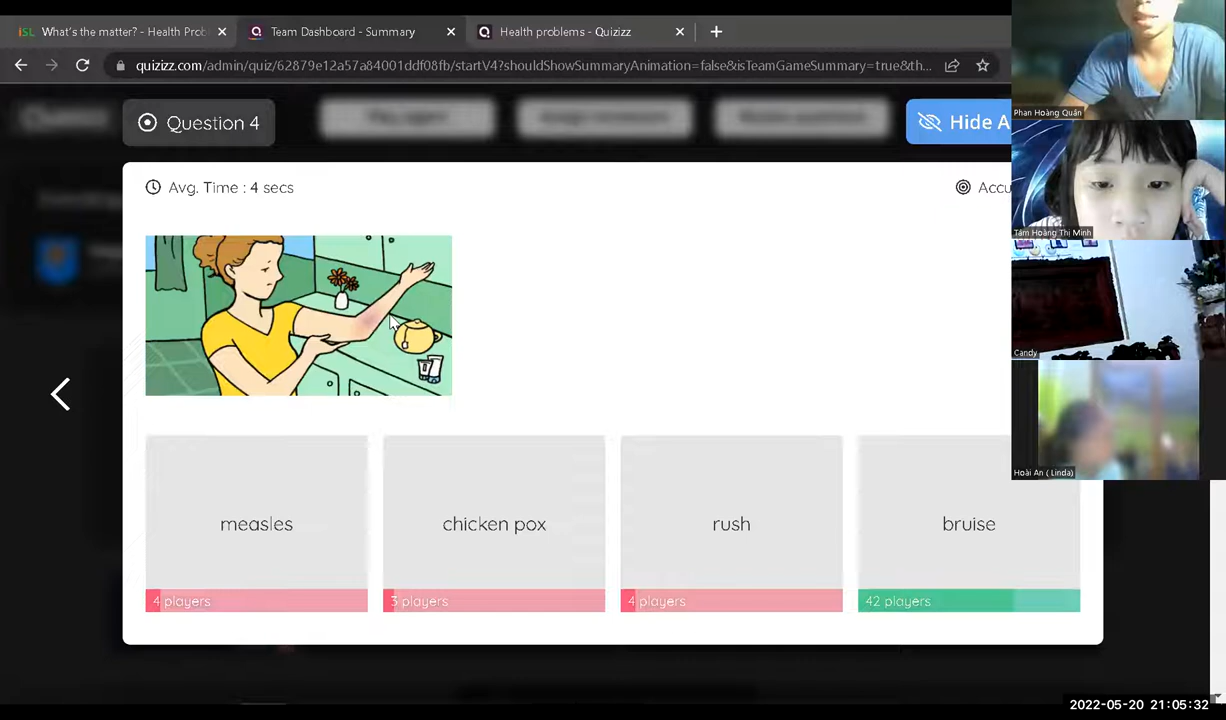 iSL What's the matter? - Health Prob
Team Dashboard - Summary
Health problems - Quizizz
quizizz.com/admin/quiz/62879e12a57a84001ddf08fb/startV4?shouldShowSummaryAnimation=false&isTeamGameSummary=true&th...
Question 4
Hide A
Avg. Time : 4 secs
Accu
measles
chicken pox
rush
bruise
4 players
3 players
4 players
42 players
Phan Hoàng Quân
Tâm Hoàng Thị Minh
Candy
Hoài An ( Linda)
2022-05-20 21:05:32